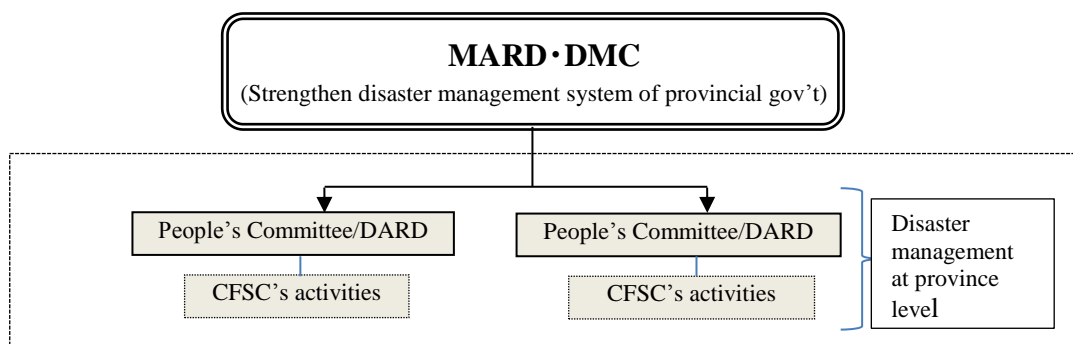 MARD･DMC
(Strengthen disaster management system of provincial gov’t)
People’s Committee/DARD
People’s Committee/DARD
CFSC’s activities
CFSC’s activities
Disaster
management
at province
level